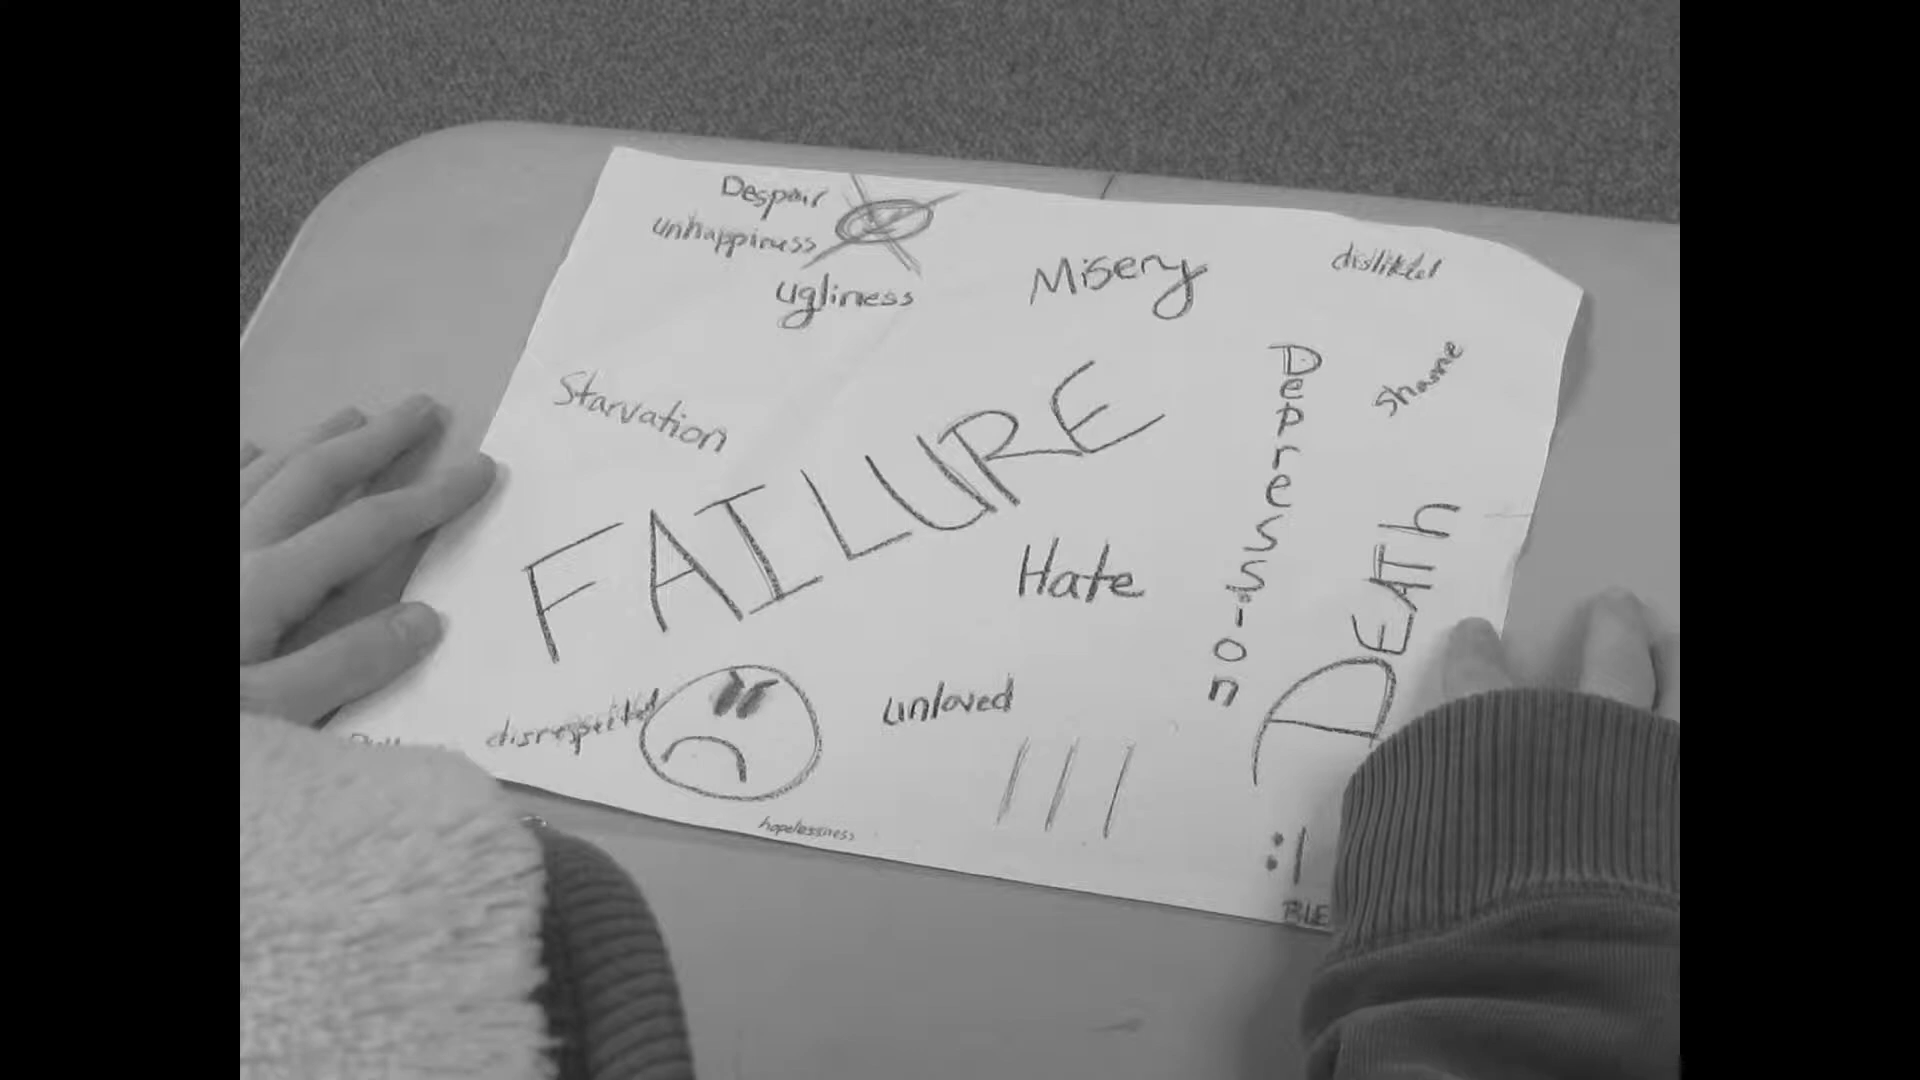 Despair
unhappiness
ugliness
Misery
disliked
Starvation
FAILURE
Depression
shame
Hate
DEATh
disrespected
unloved
hopelessness
:|